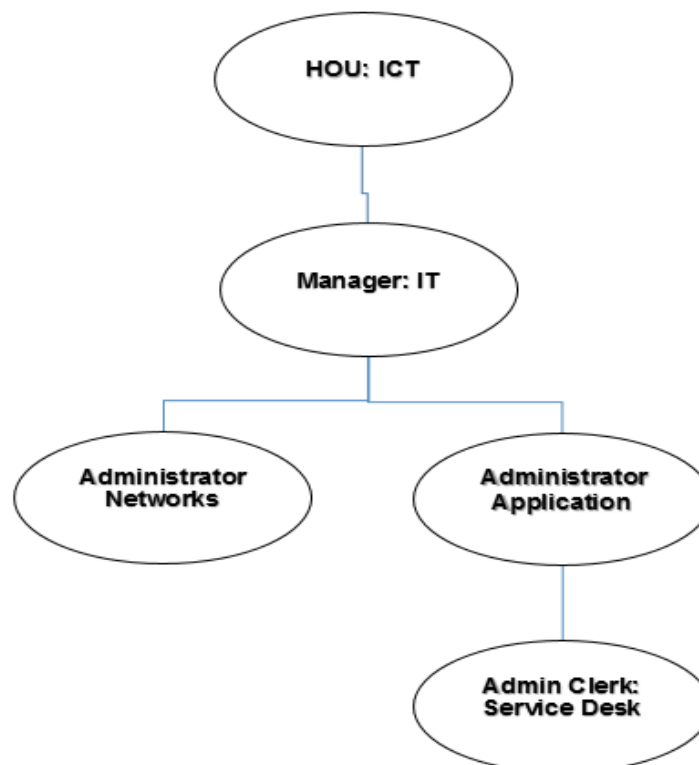 HOU: ICT
Manager: IT
Administrator
Networks
Administrator
Application
Admin Clerk:
Service Desk